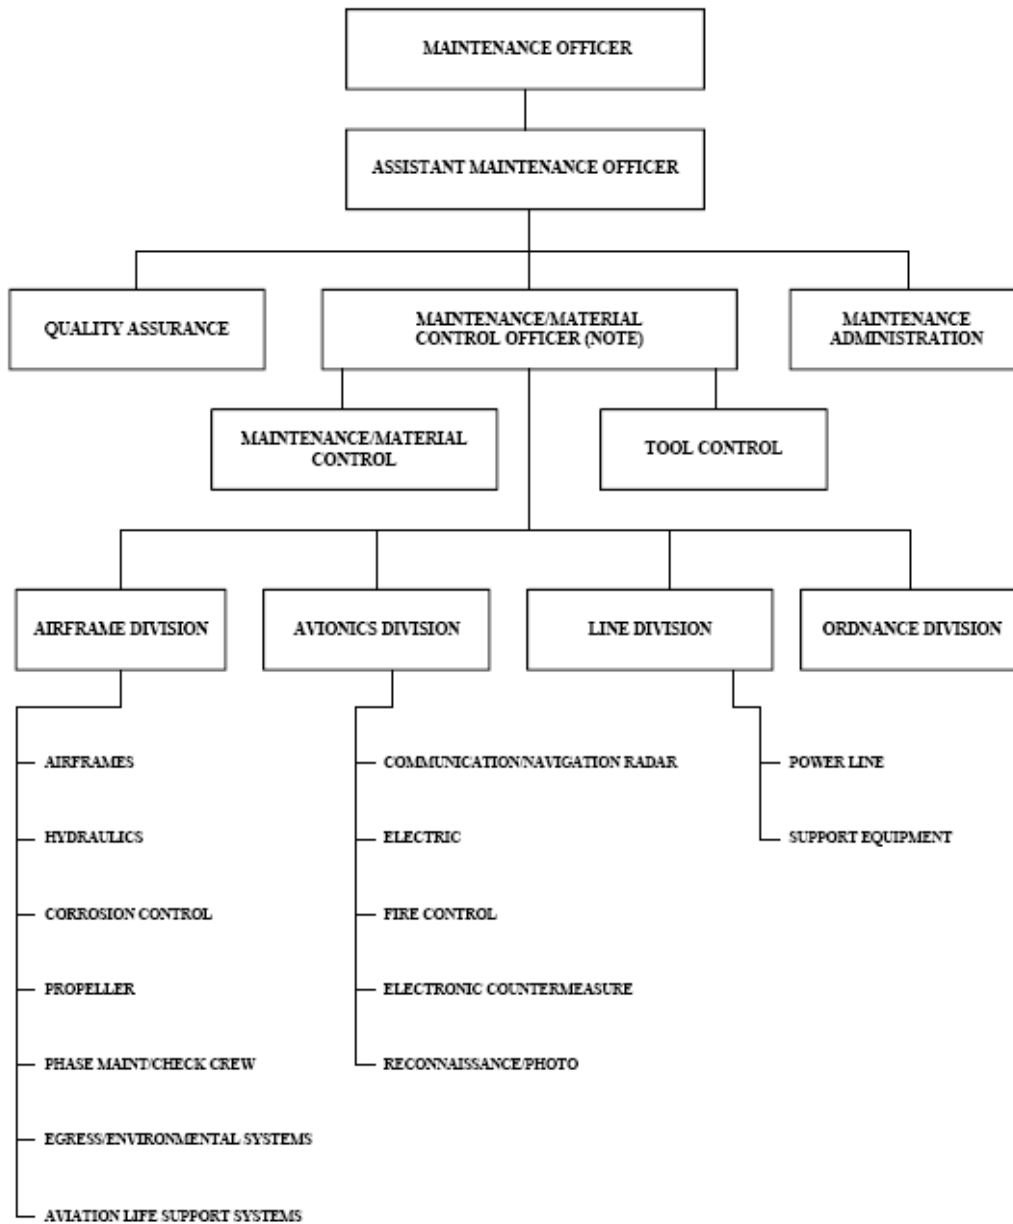 MAINTENANCE OFFICER
ASSISTANT MAINTENANCE OFFICER
QUALITY ASSURANCE
MAINTENANCE/MATERIAL
CONTROL OFFICER (NOTE)
MAINTENANCE
ADMINISTRATION
MAINTENANCE/MATERIAL
CONTROL
TOOL CONTROL
AIRFRAME DIVISION
AVIONICS DIVISION
LINE DIVISION
ORDNANCE DIVISION
AIRFRAMES
HYDRAULICS
CORROSION CONTROL
PROPELLER
PHASE MAINT/CHECK CREW
EGRESS/ENVIRONMENTAL SYSTEMS
AVIATION LIFE SUPPORT SYSTEMS
COMMUNICATION/NAVIGATION RADAR
ELECTRIC
FIRE CONTROL
ELECTRONIC COUNTERMEASURE
RECONNAISSANCE/PHOTO
POWER LINE
SUPPORT EQUIPMENT